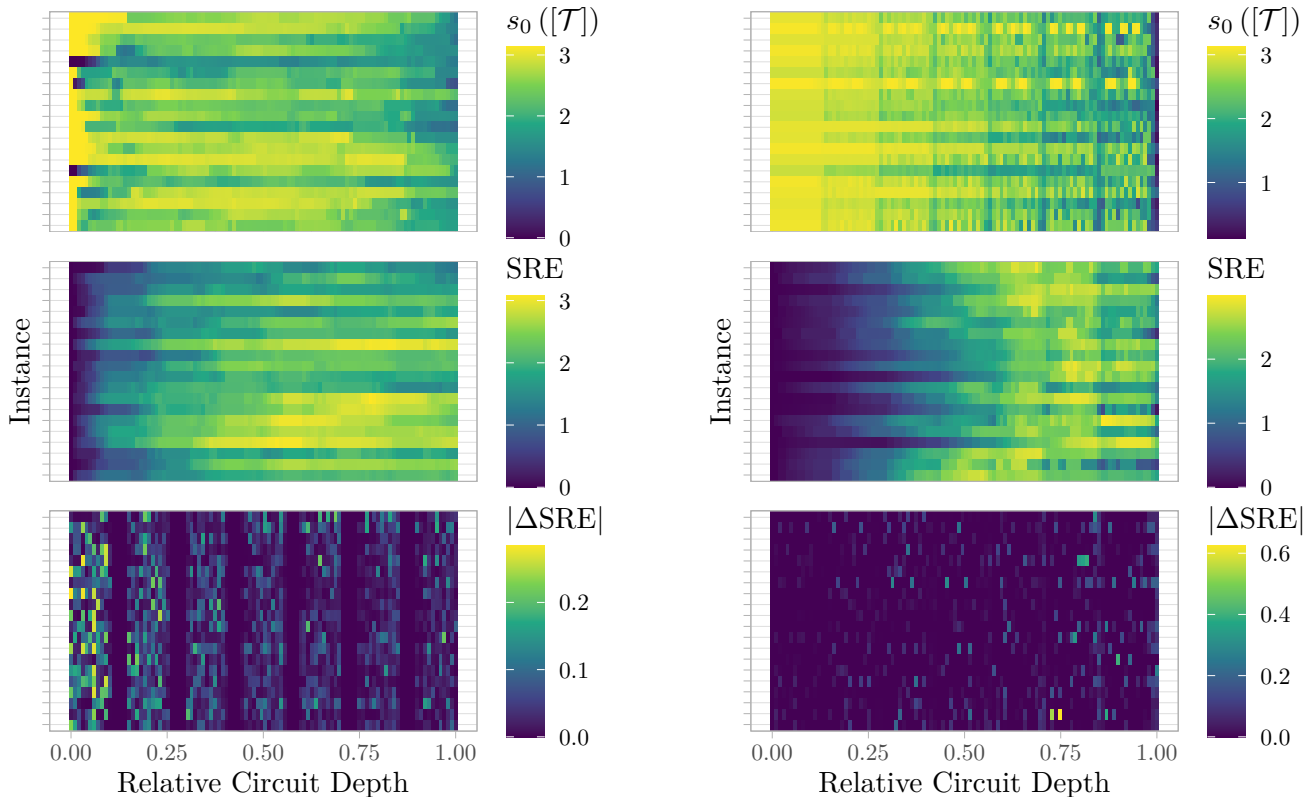 s₀ ([𝒯])
3
2
1
0
s₀ ([𝒯])
3
2
1
Instance
SRE
3
2
1
0
Instance
SRE
2
1
0
|ΔSRE|
0.2
0.1
0.0
|ΔSRE|
0.6
0.4
0.2
0.0
0.00 0.25 0.50 0.75 1.00
0.00 0.25 0.50 0.75 1.00
Relative Circuit Depth
Relative Circuit Depth